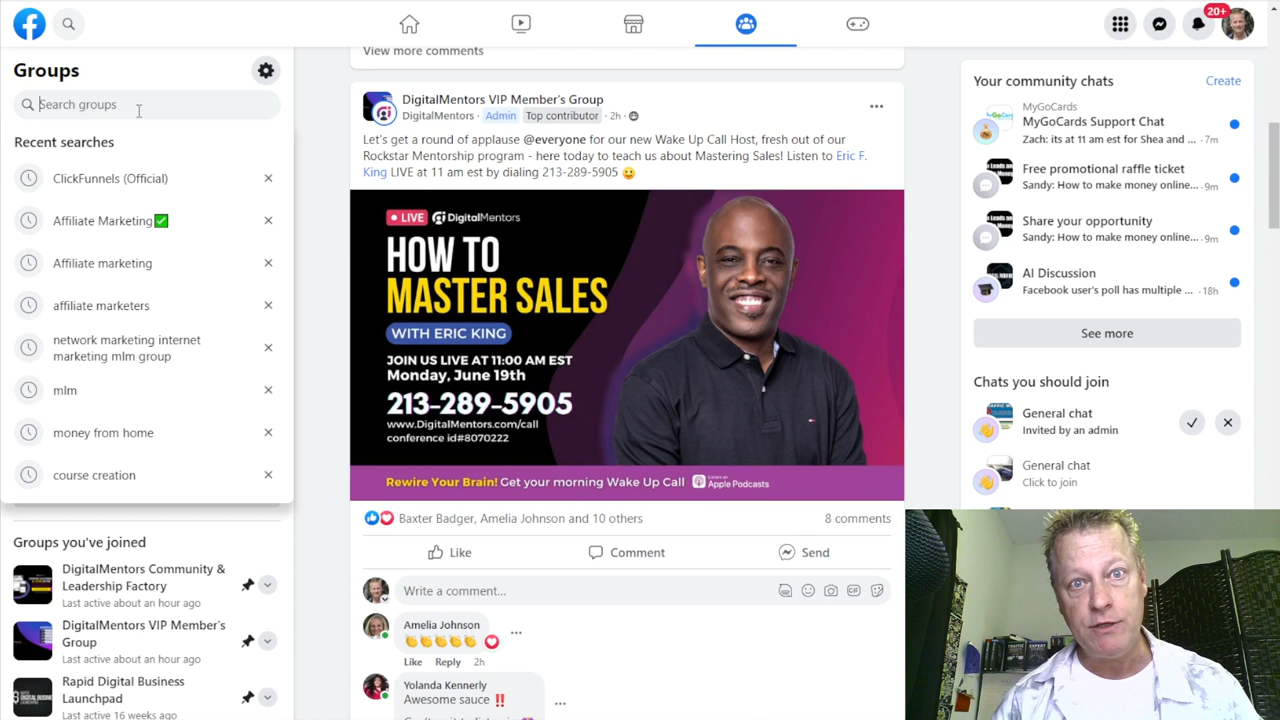 20+
Groups
Search groups
Recent searches
ClickFunnels (Official)
Affiliate Marketing✅
Affiliate marketing
affiliate marketers
network marketing internet
marketing mlm group
mlm
money from home
course creation
Groups you've joined
DigitalMentors Community &
Leadership Factory
Last active about an hour ago
DigitalMentors VIP Member's
Group
Last active about an hour ago
Rapid Digital Business
Launchpad
Last active 16 weeks ago
View more comments
DigitalMentors VIP Member's Group
DigitalMentors · Admin Top contributor · 2h ·
Let's get a round of applause @everyone for our new Wake Up Call Host, fresh out of our
Rockstar Mentorship program - here today to teach us about Mastering Sales! Listen to Eric F.
King LIVE at 11 am est by dialing 213-289-5905 😀
LIVE DigitalMentors
HOW TO
MASTER SALES
WITH ERIC KING
JOIN US LIVE AT 11:00 AM EST
Monday, June 19th
213-289-5905
www.DigitalMentors.com/call
conference id#8070222
Rewire Your Brain! Get your morning Wake Up Call
Listen on
Apple Podcasts
Baxter Badger, Amelia Johnson and 10 others
8 comments
Like
Comment
Send
Write a comment...
GIF
Amelia Johnson
👏👏👏👏👏
Like Reply 2h
Yolanda Kennerly
Awesome sauce ‼️
Your community chats
Create
MyGoCards
MyGoCards Support Chat
Zach: its at 11 am est for Shea and ... · 7m
Free promotional raffle ticket
Sandy: How to make money online... · 9m
Share your opportunity
Sandy: How to make money online... · 9m
AI Discussion
Facebook user's poll has multiple ... · 18h
See more
Chats you should join
General chat
Invited by an admin
General chat
Click to join